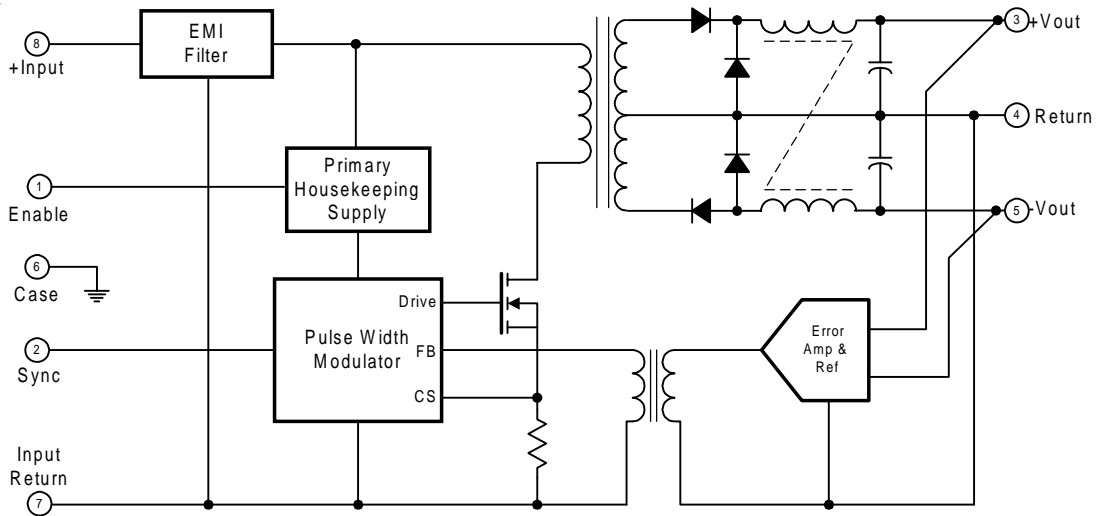 8
+Input
EMI
Filter
3
+Vout
4
Return
Primary
Housekeeping
Supply
1
Enable
5
-Vout
6
Case
Drive
Pulse Width
Modulator
FB
CS
Error
Amp &
Ref
2
Sync
Input
Return
7